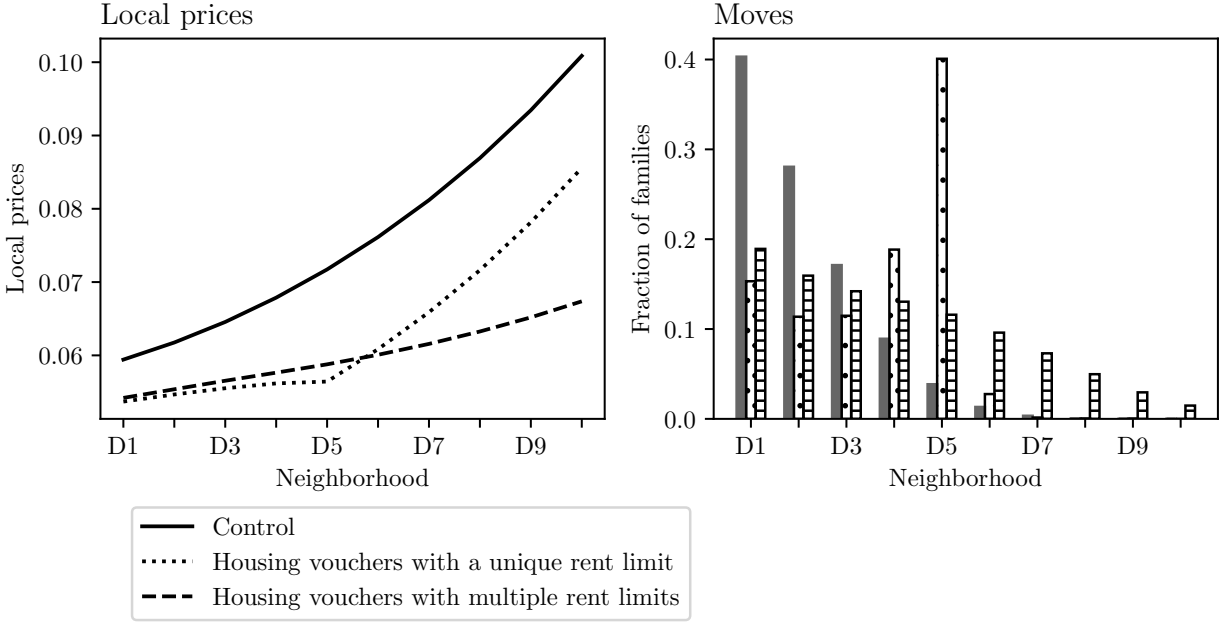 Local prices
Local prices
0.10
0.09
0.08
0.07
0.06
D1 D3 D5 D7 D9
Neighborhood
Moves
Fraction of families
0.4
0.3
0.2
0.1
0.0
D1 D3 D5 D7 D9
Neighborhood
Control
Housing vouchers with a unique rent limit
Housing vouchers with multiple rent limits